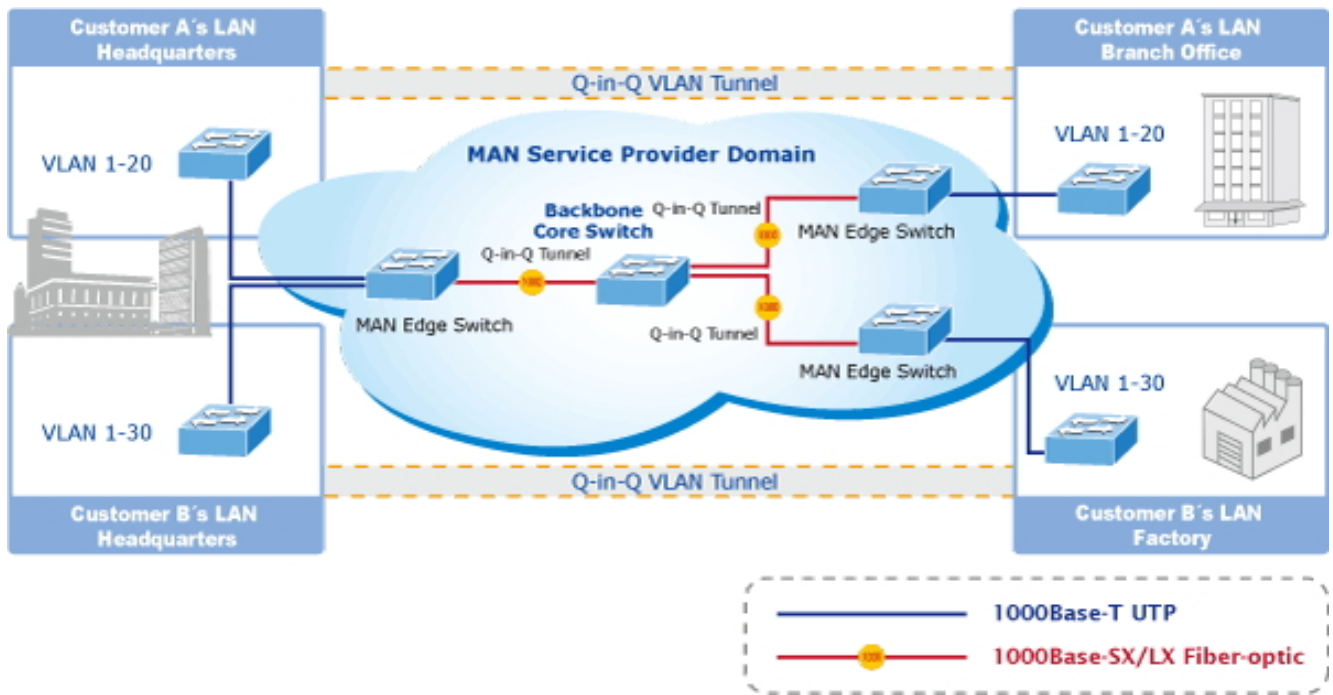 Customer A´s LAN
Headquarters
Customer A´s LAN
Branch Office
Q-in-Q VLAN Tunnel
VLAN 1-20
MAN Service Provider Domain
VLAN 1-20
Backbone
Core Switch
Q-in-Q Tunnel
MAN Edge Switch
Q-in-Q Tunnel
MAN Edge Switch
Q-in-Q Tunnel
MAN Edge Switch
VLAN 1-30
VLAN 1-30
Q-in-Q VLAN Tunnel
Customer B´s LAN
Headquarters
Customer B´s LAN
Factory
1000Base-T UTP
1000Base-SX/LX Fiber-optic